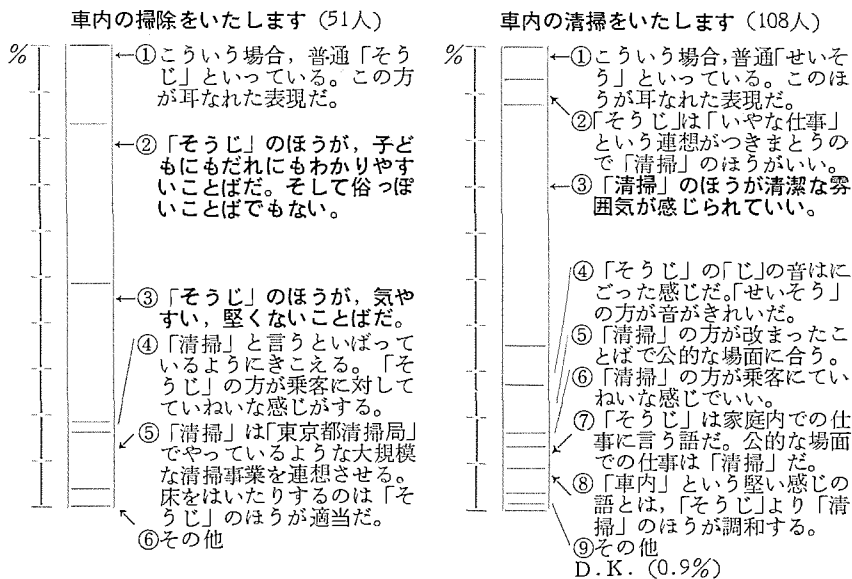 車内の掃除をいたします (51人)
%
①こういう場合，普通「そう
じ」といっている。この方
が耳なれた表現だ。
②「そうじ」のほうが，子ど
もにもだれにもわかりやす
いことばだ。そして俗っぽ
いことばでもない。
③「そうじ」のほうが，気や
すい，堅くないことばだ。
④「清掃」と言うといばって
いるようにきこえる。「そ
うじ」の方が乗客に対して
ていねいな感じがする。
⑤「清掃」は「東京都清掃局」
でやっているような大規模
な清掃事業を連想させる。
床をはいたりするのは「そ
うじ」のほうが適当だ。
⑥その他
車内の清掃をいたします (108人)
%
①こういう場合，普通「せいそ
う」といっている。このほ
うが耳なれた表現だ。
②「そうじ」は「いやな仕事」
という連想がつきまとうの
で「清掃」のほうがいい。
③「清掃」のほうが清潔な雰
囲気が感じられていい。
④「そうじ」の「じ」の音はに
ごった感じだ。「せいそう」
の方が音がきれいだ。
⑤「清掃」の方が改まったこ
とばで公的な場面に合う。
⑥「清掃」の方が乗客にてい
ねいな感じでいい。
⑦「そうじ」は家庭内での仕
事に言う語だ。公的な場面
での仕事は「清掃」だ。
⑧「車内」という堅い感じの
語とは，「そうじ」より「清
掃」のほうが調和する。
⑨その他
D.K. (0.9%)